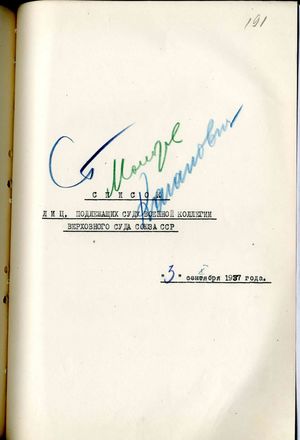 191
Ст
Молотов
Каганович
СПИСОК
ЛИЦ, ПОДЛЕЖАЩИХ СУДУ ВОЕННОЙ КОЛЛЕГИИ
ВЕРХОВНОГО СУДА СОЮЗА ССР
"3" сентября 1937 года.